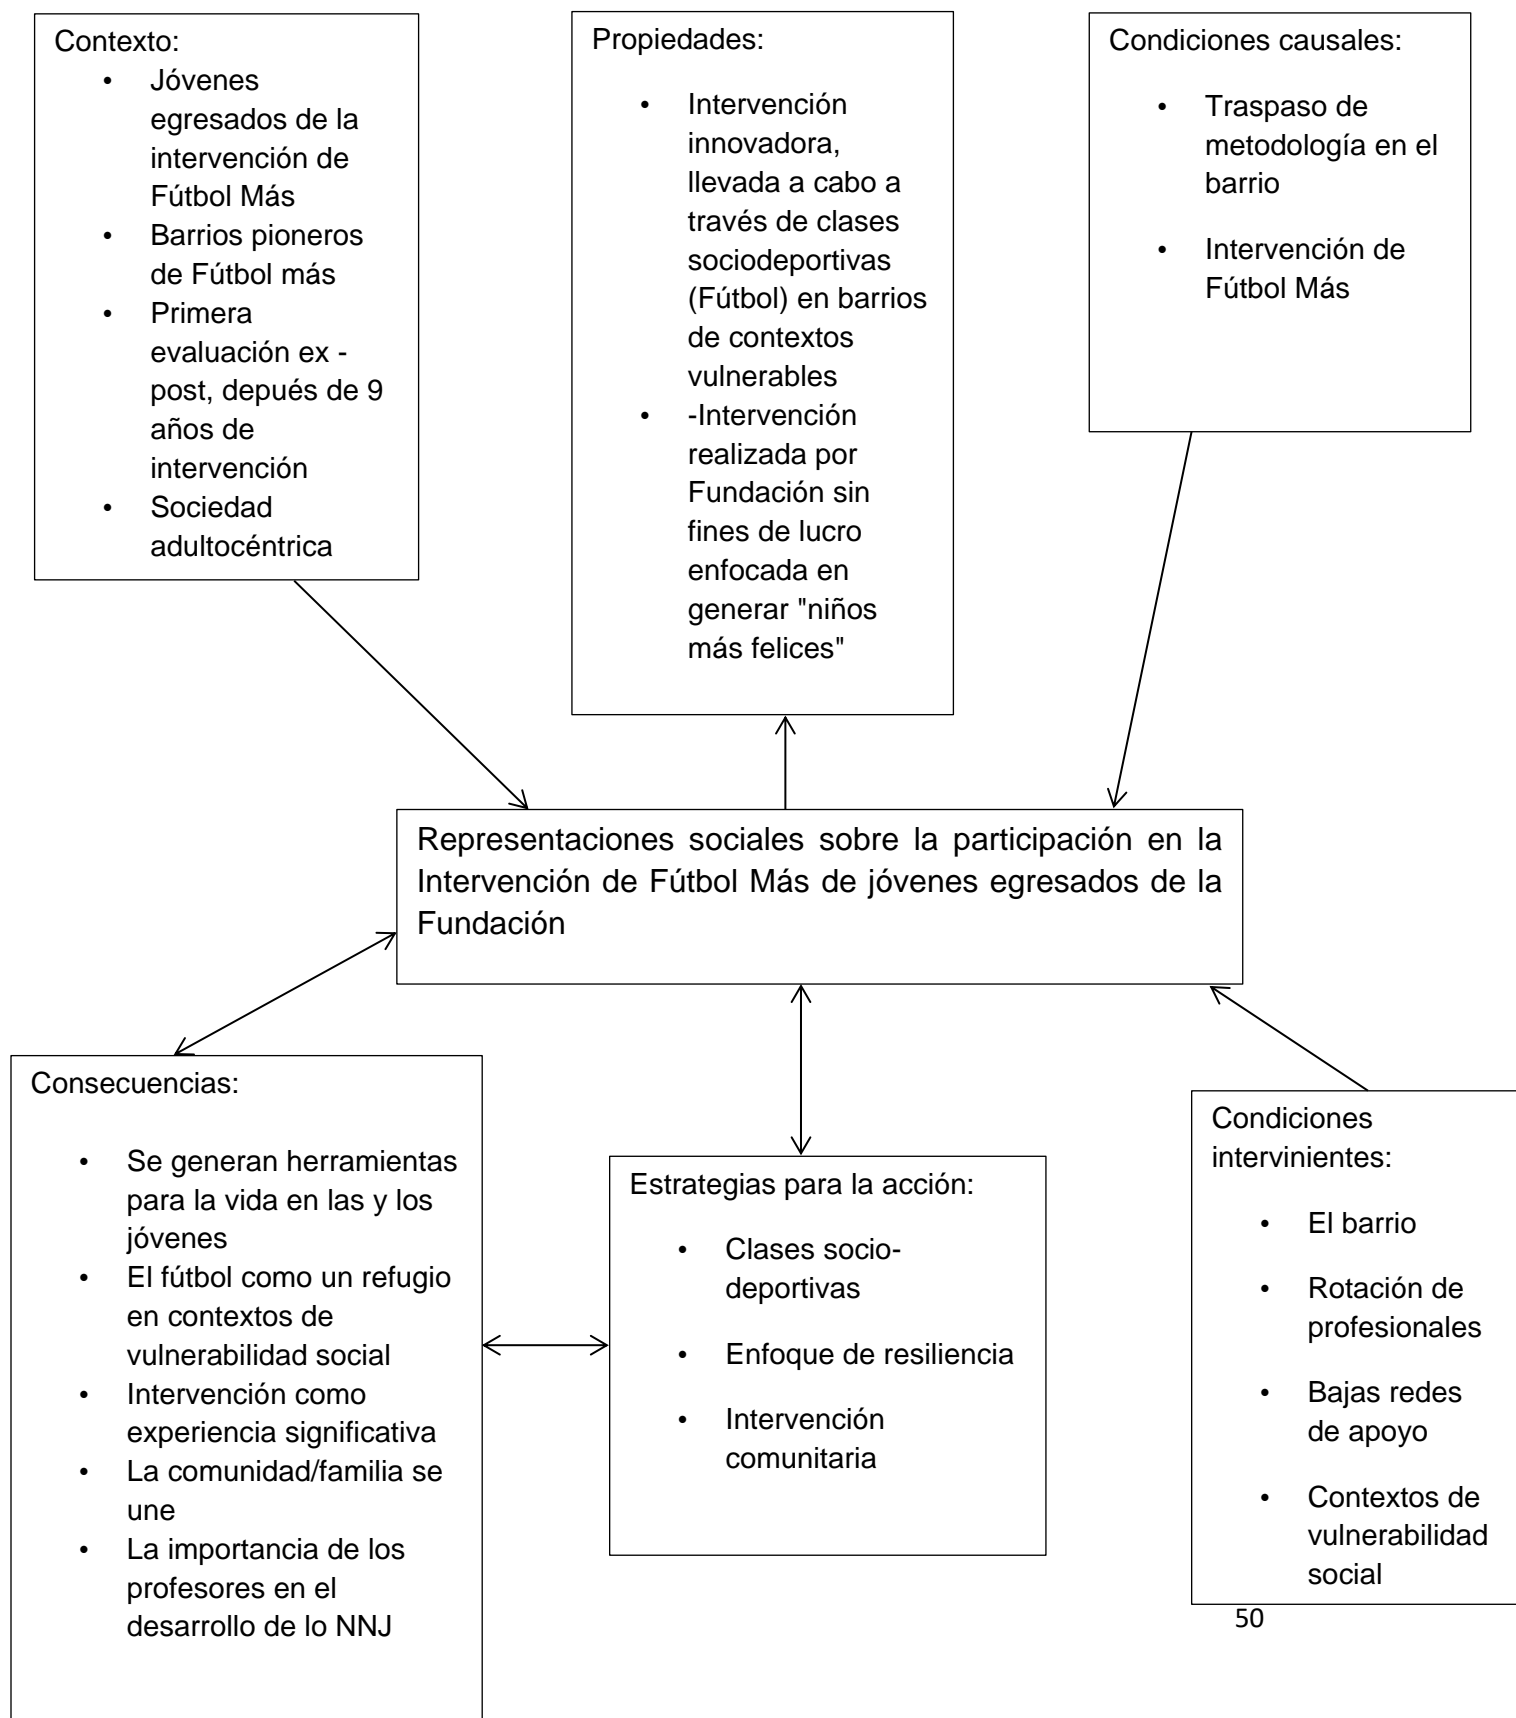 Contexto:
• Jóvenes
egresados de la
intervención de
Fútbol Más
• Barrios pioneros
de Fútbol más
• Primera
evaluación ex -
post, depués de 9
años de
intervención
• Sociedad
adultocéntrica
Propiedades:
• Intervención
innovadora,
llevada a cabo a
través de clases
sociodeportivas
(Fútbol) en barrios
de contextos
vulnerables
• -Intervención
realizada por
Fundación sin
fines de lucro
enfocada en
generar "niños
más felices"
Condiciones causales:
• Traspaso de
metodología en el
barrio
• Intervención de
Fútbol Más
Representaciones sociales sobre la participación en la
Intervención de Fútbol Más de jóvenes egresados de la
Fundación
Consecuencias:
• Se generan herramientas
para la vida en las y los
jóvenes
• El fútbol como un refugio
en contextos de
vulnerabilidad social
• Intervención como
experiencia significativa
• La comunidad/familia se
une
• La importancia de los
profesores en el
desarrollo de lo NNJ
Estrategias para la acción:
• Clases socio-
deportivas
• Enfoque de resiliencia
• Intervención
comunitaria
Condiciones
intervinientes:
• El barrio
• Rotación de
profesionales
• Bajas redes
de apoyo
• Contextos de
vulnerabilidad
social
50